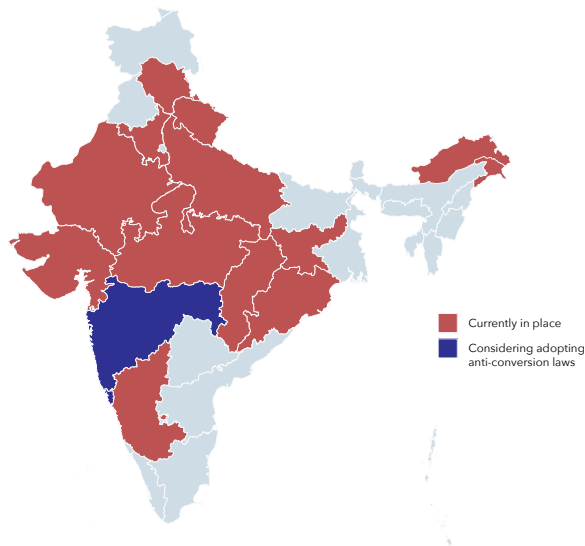 Currently in place
Considering adopting
anti-conversion laws